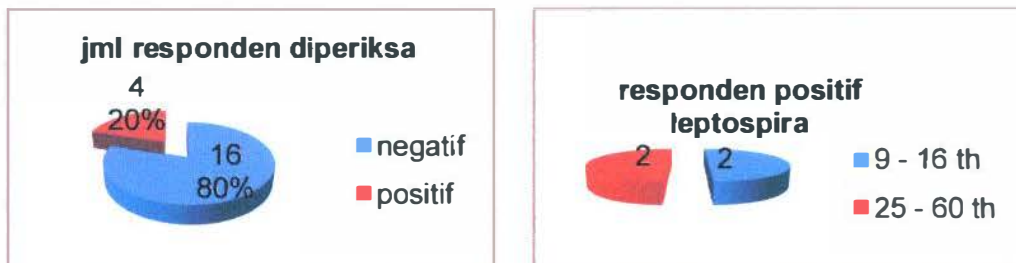 jml responden diperiksa
4
20%
16
80%
negatif
positif
responden positif
leptospira
2
2
9 - 16 th
25 - 60 th